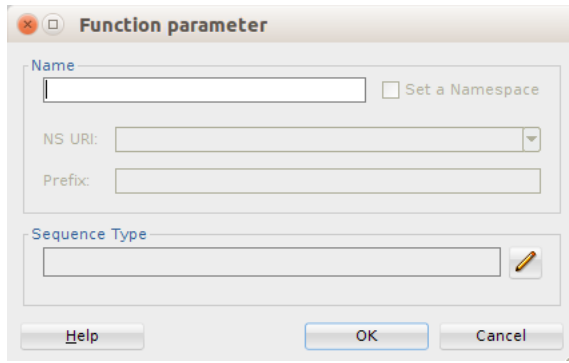 Function parameter
Name
Set a Namespace
NS URI:
Prefix:
Sequence Type
Help
OK
Cancel